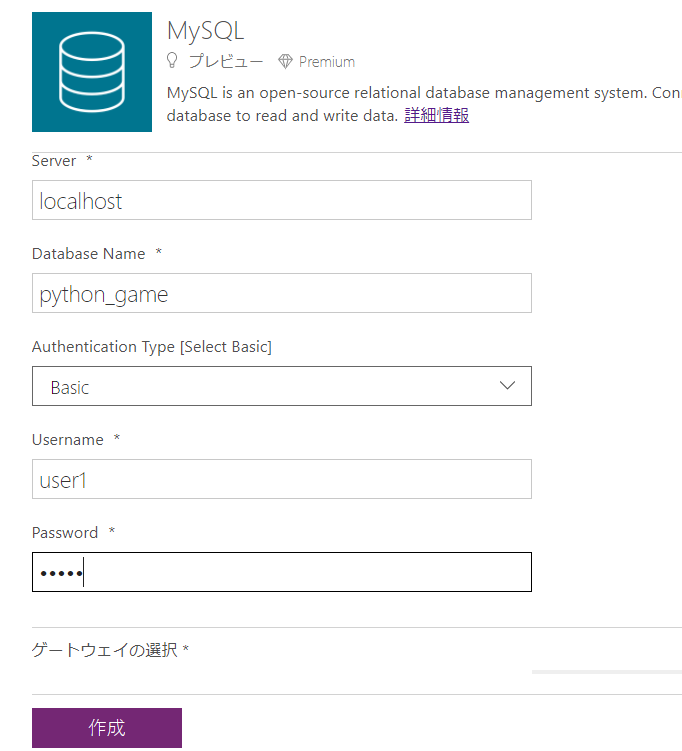 MySQL
プレビュー Premium
MySQL is an open-source relational database management system.
database to read and write data. 詳細情報
Server *
localhost
Database Name *
python_game
Authentication Type [Select Basic]
Basic
Username *
user1
Password *
•••••
ゲートウェイの選択 *
作成